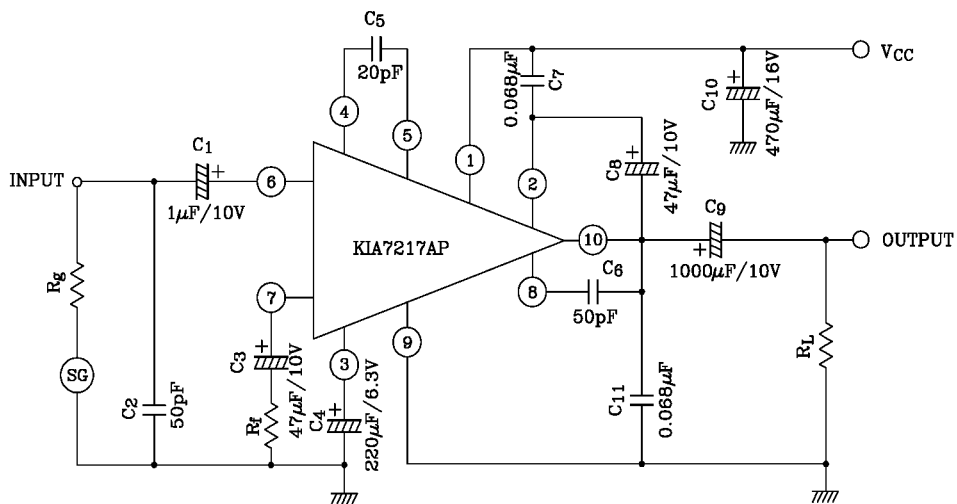 C5
20pF
4
5
1
2
0.068μF
C7
VCC
C10
470μF/16V
C8
47μF/10V
INPUT
C1
1μF/10V
6
KIA7217AP
10
C9
1000μF/10V
OUTPUT
Rg
7
C6
8
50pF
SG
C2
50pF
C3
47μF/10V
Rf
3
C4
220μF/6.3V
9
C11
0.068μF
RL